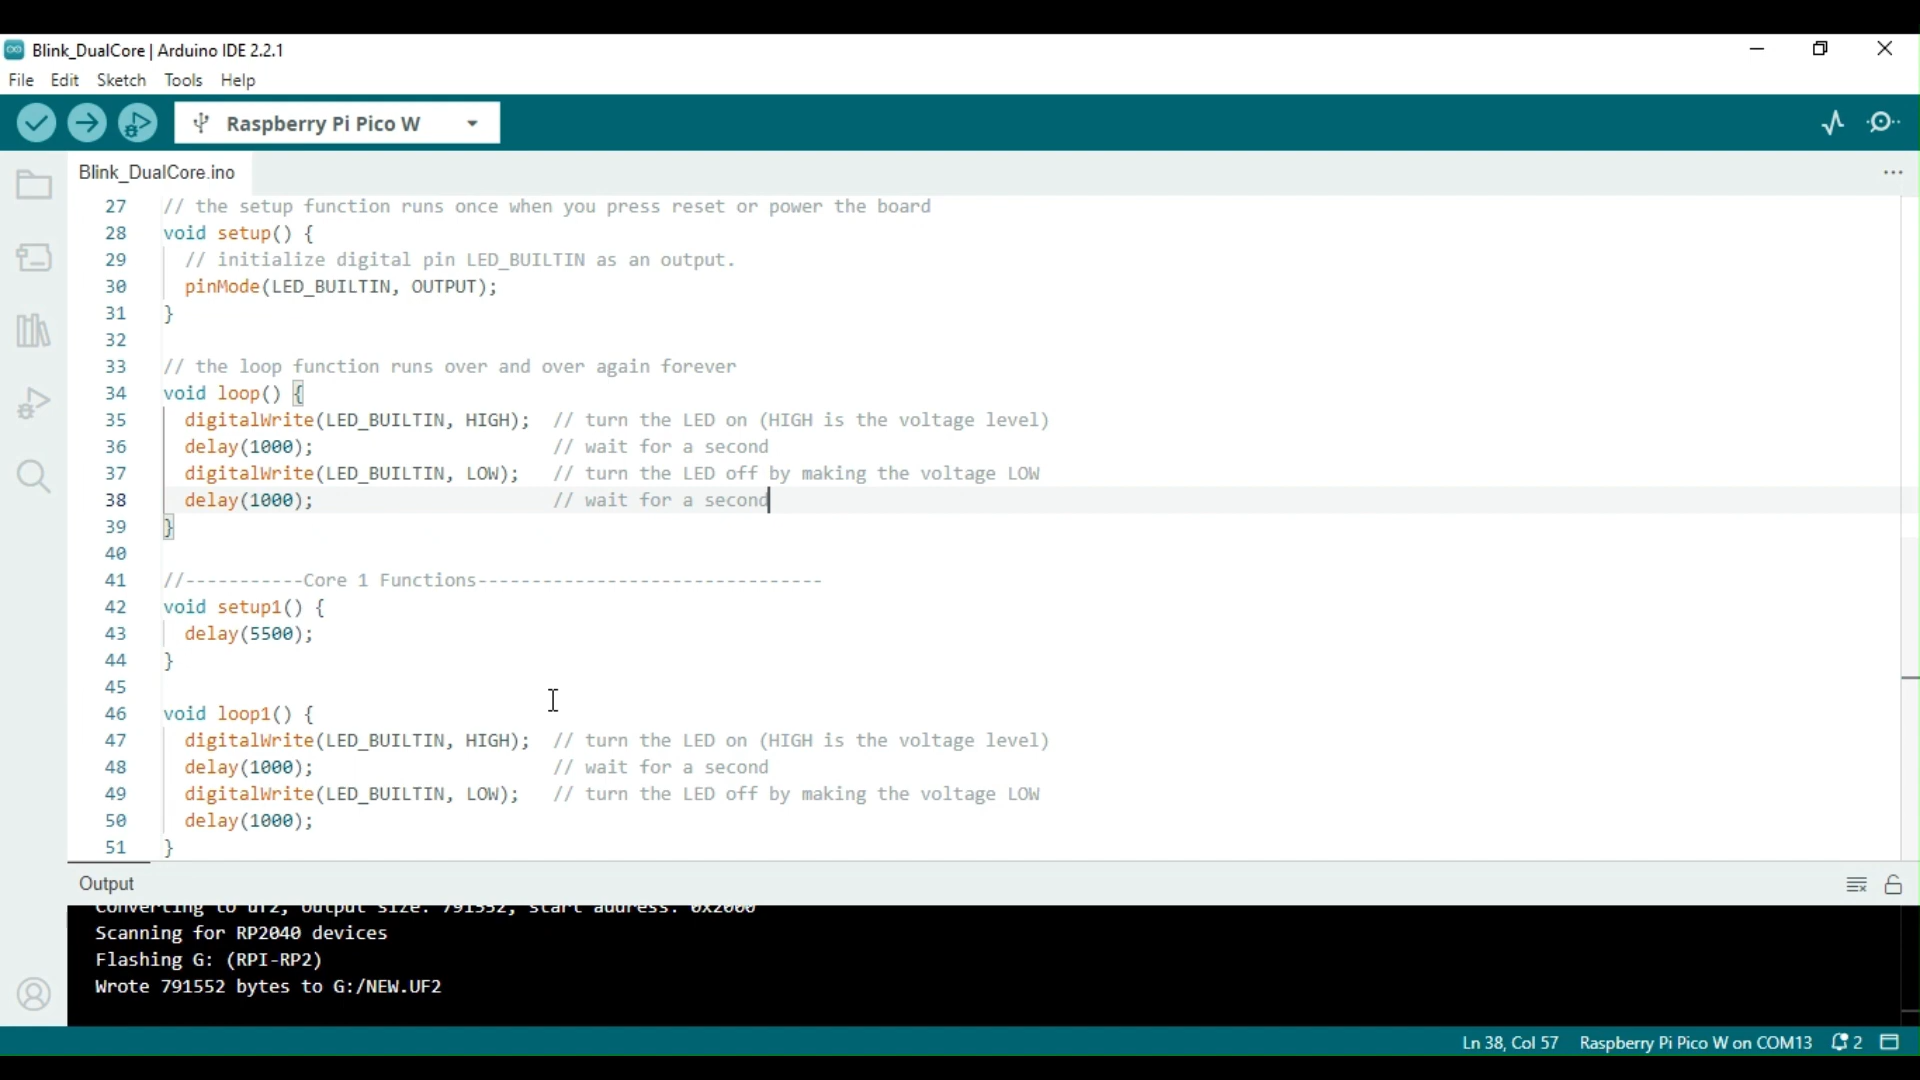 Blink_DualCore | Arduino IDE 2.2.1
File Edit Sketch Tools Help
Raspberry Pi Pico W
Blink_DualCore.ino
27 // the setup function runs once when you press reset or power the board
28 void setup() {
29 // initialize digital pin LED_BUILTIN as an output.
30 pinMode(LED_BUILTIN, OUTPUT);
31 }
32
33 // the loop function runs over and over again forever
34 void loop() {
35 digitalWrite(LED_BUILTIN, HIGH); // turn the LED on (HIGH is the voltage level)
36 delay(1000); // wait for a second
37 digitalWrite(LED_BUILTIN, LOW); // turn the LED off by making the voltage LOW
38 delay(1000); // wait for a second
39 }
40
41 //-----------Core 1 Functions--------------------------------
42 void setup1() {
43 delay(5500);
44 }
45
46 void loop1() {
47 digitalWrite(LED_BUILTIN, HIGH); // turn the LED on (HIGH is the voltage level)
48 delay(1000); // wait for a second
49 digitalWrite(LED_BUILTIN, LOW); // turn the LED off by making the voltage LOW
50 delay(1000);
51 }
Output
Converting to uf2, output size: 791552, start address: 0x2000
Scanning for RP2040 devices
Flashing G: (RPI-RP2)
Wrote 791552 bytes to G:/NEW.UF2
Ln 38, Col 57 Raspberry Pi Pico W on COM13 2